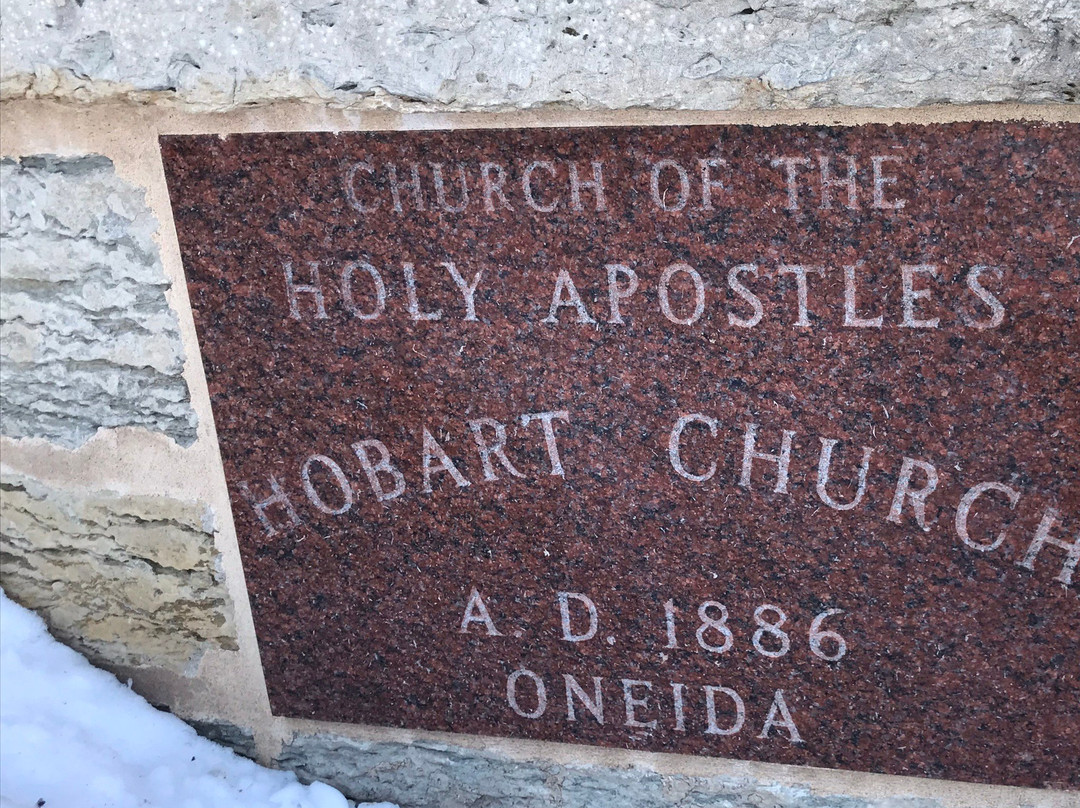 CHURCH OF THE
HOLY APOSTLES
HOBART CHURCH
A. D. 1886
ONEIDA